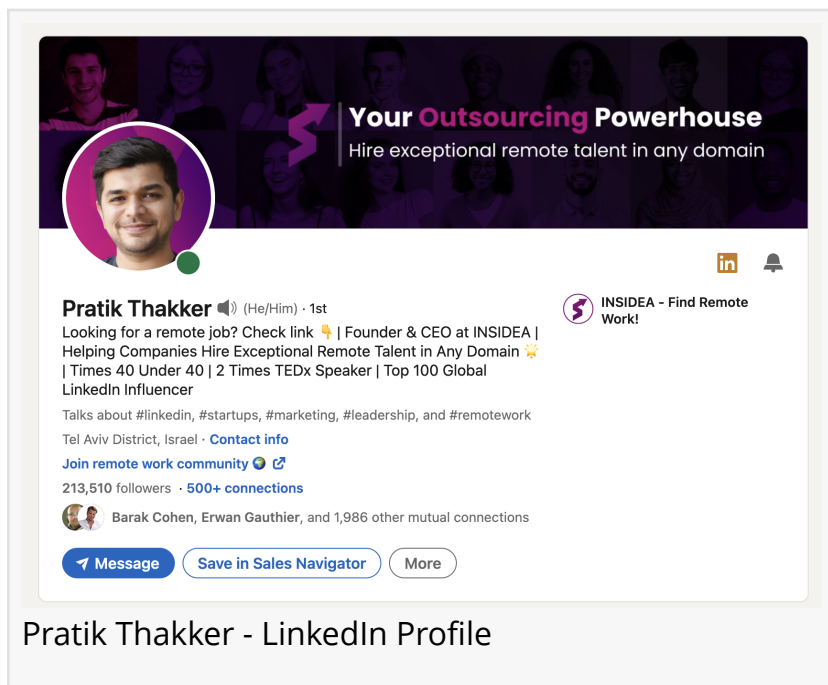 Your Outsourcing Powerhouse
Hire exceptional remote talent in any domain
in
Pratik Thakker (He/Him) · 1st
Looking for a remote job? Check link 👇 | Founder & CEO at INSIDEA |
Helping Companies Hire Exceptional Remote Talent in Any Domain 🌟
| Times 40 Under 40 | 2 Times TEDx Speaker | Top 100 Global
LinkedIn Influencer
INSIDEA - Find Remote
Work!
Talks about #linkedin, #startups, #marketing, #leadership, and #remotework
Tel Aviv District, Israel · Contact info
Join remote work community 🌍
213,510 followers · 500+ connections
Barak Cohen, Erwan Gauthier, and 1,986 other mutual connections
Message
Save in Sales Navigator
More
Pratik Thakker - LinkedIn Profile